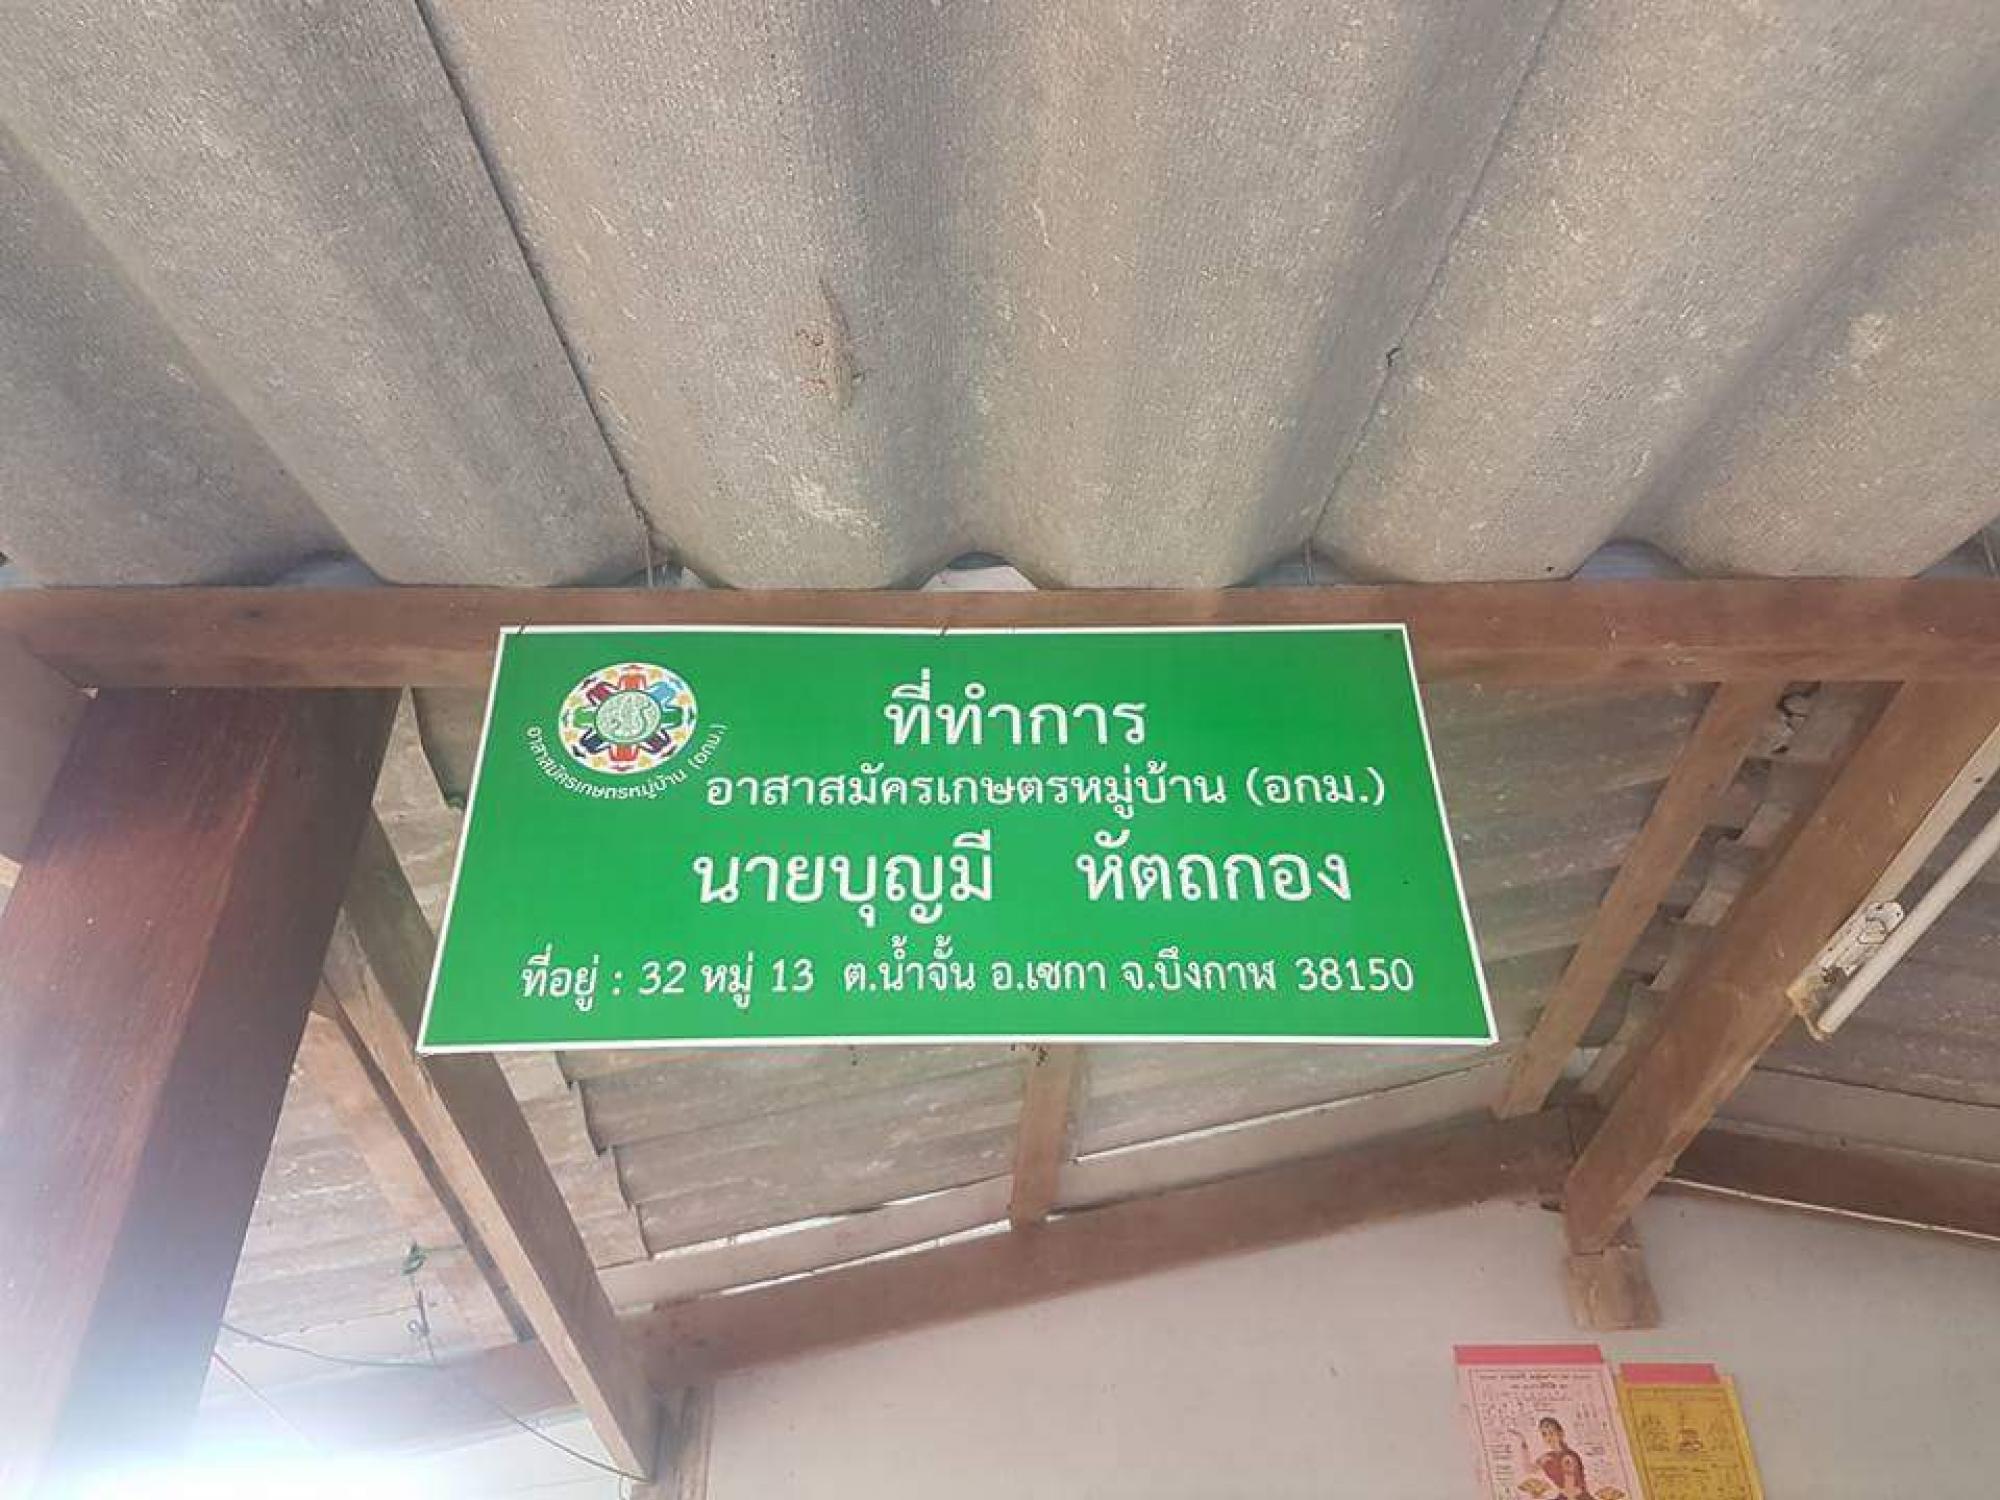 ที่ทำการ
อาสาสมัครเกษตรหมู่บ้าน (อกม.)
อาสาสมัครเกษตรหมู่บ้าน (อกม.)
นายบุญมี หัตถกอง
ที่อยู่ : 32 หมู่ 13 ต.น้ำจั้น อ.เซกา จ.บึงกาฬ 38150